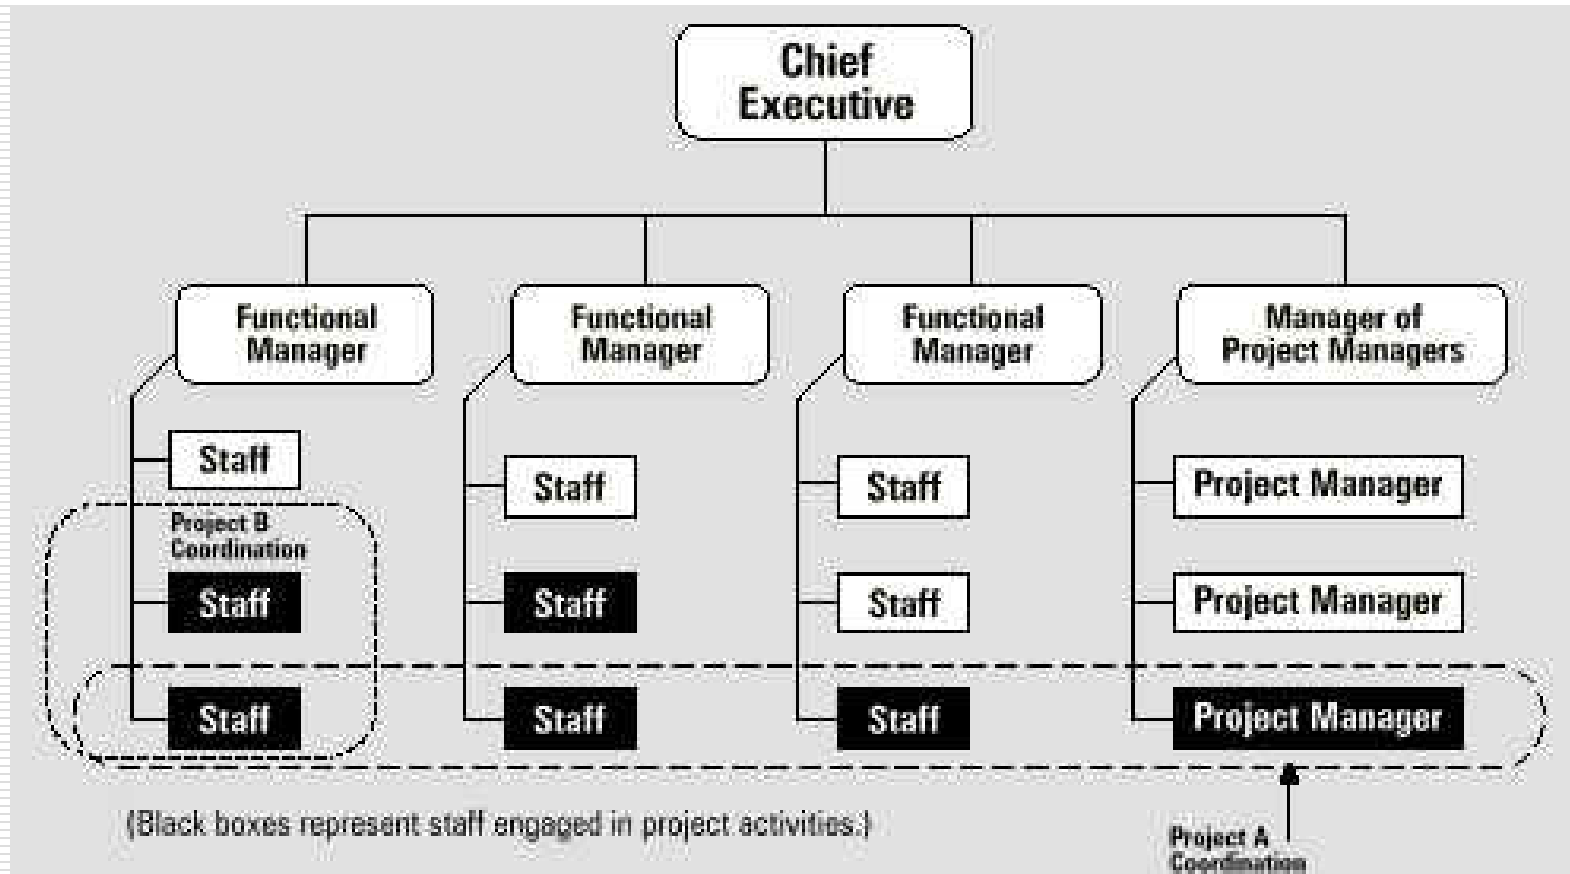 Chief
Executive
Functional
Manager
Functional
Manager
Functional
Manager
Manager of
Project Managers
Staff
Staff
Staff
Project Manager
Project B
Coordination
Staff
Staff
Staff
Project Manager
Staff
Staff
Staff
Project Manager
(Black boxes represent staff engaged in project activities.)
Project A
Coordination